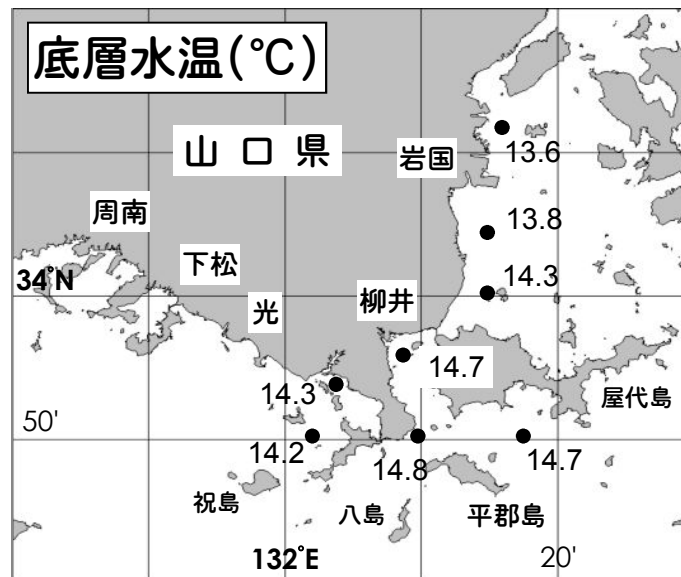 底層水温(℃)
山口県
岩国
13.6
周南
13.8
下松
34°N
14.3
光
柳井
14.7
14.3
屋代島
50'
14.2
14.8
14.7
祝島
八島
平郡島
132°E
20'